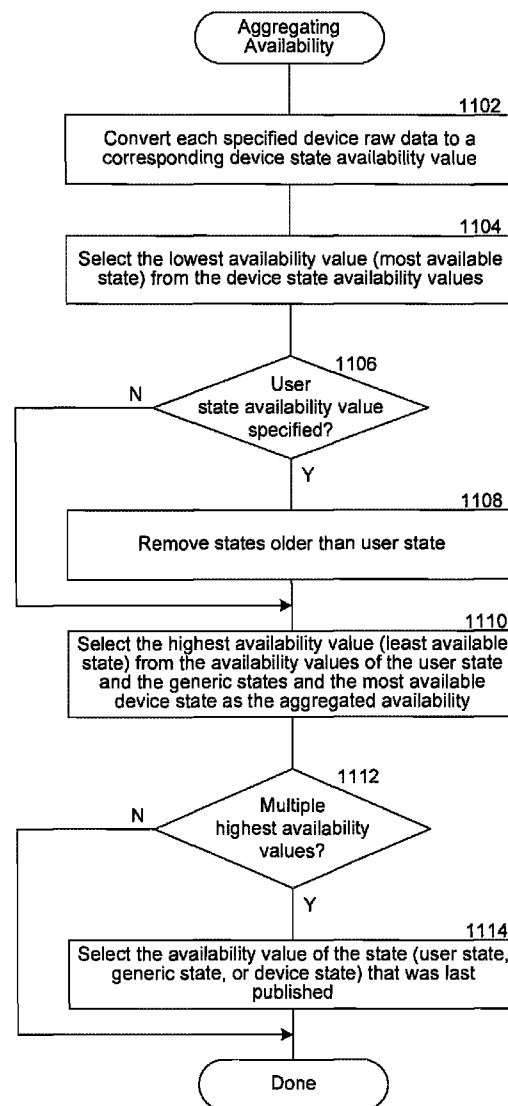 Aggregating
Availability
1102
Convert each specified device raw data to a
corresponding device state availability value
1104
Select the lowest availability value (most available
state) from the device state availability values
1106
User
state availability value
specified?
N
Y
1108
Remove states older than user state
1110
Select the highest availability value (least available
state) from the availability values of the user state
and the generic states and the most available
device state as the aggregated availability
1112
Multiple
highest availability
values?
N
Y
1114
Select the availability value of the state (user state,
generic state, or device state) that was last
published
Done